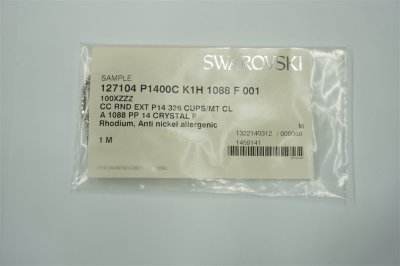 SWAROVSKI
SAMPLE
127104 P1400C K1H 1088 F 001
100XZZZ
CC RND EXT P14 326 CUPS/MT CL
A 1088 PP 14 CRYSTAL F
Rhodium, Anti nickel allergenic
M
1 M
1322140312 / 000050
1459141